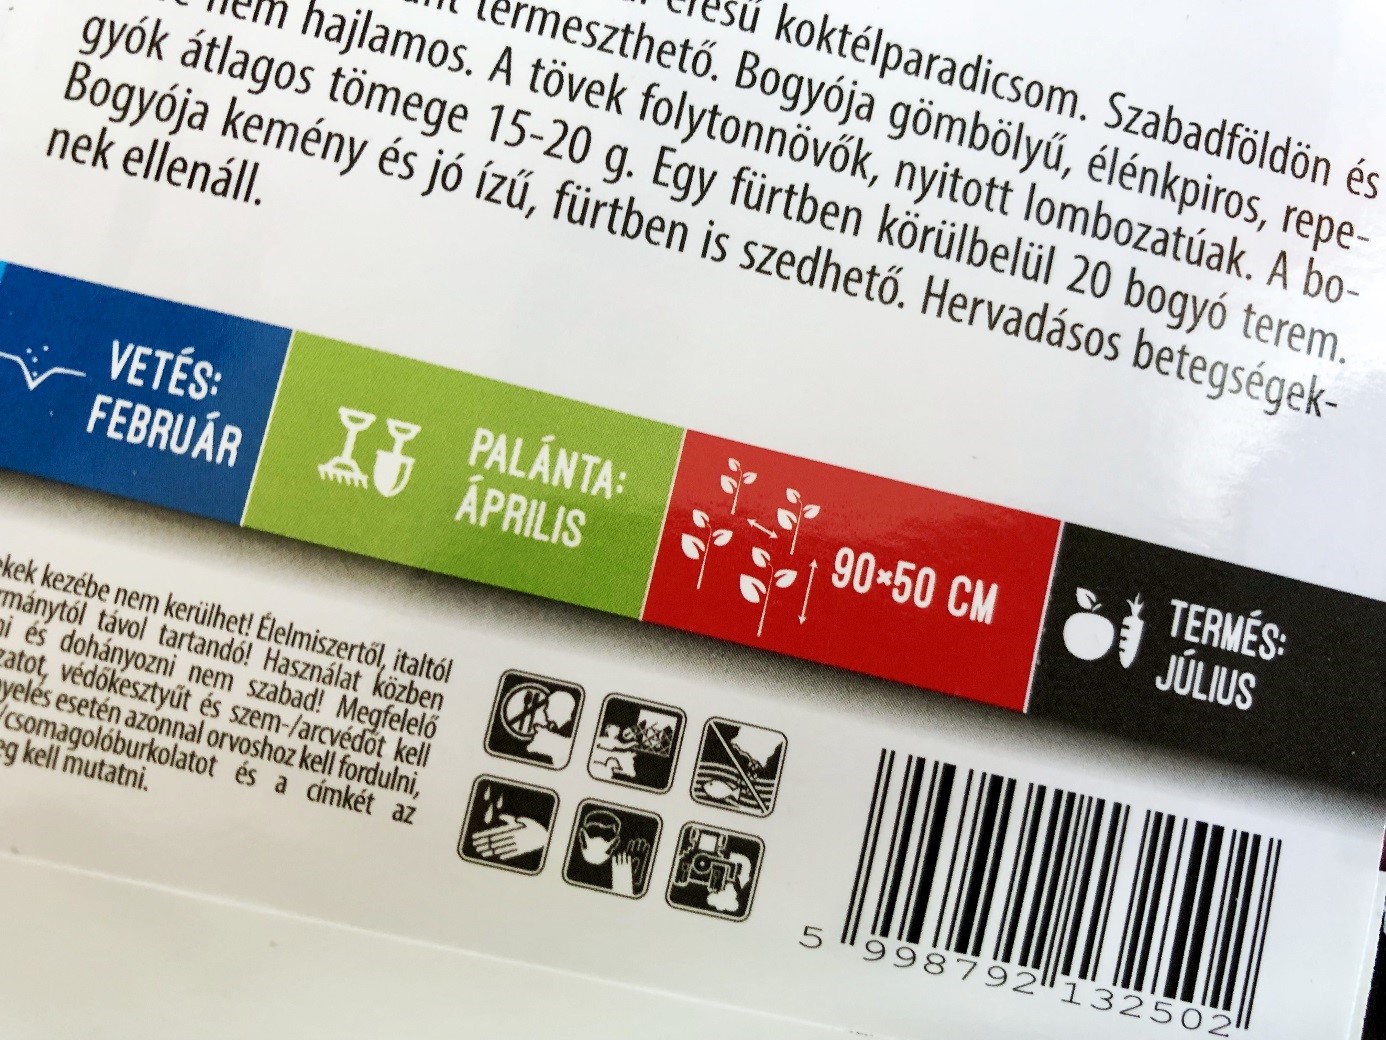 érésű koktélparadicsom. Szabadföldön és
termeszthető. Bogyója gömbölyű, élénkpiros, repe-
nem hajlamos. A tövek folytonnövők, nyitott lombozatúak. A bo-
gyók átlagos tömege 15-20 g. Egy fürtben körülbelül 20 bogyó terem.
Bogyója kemény és jó ízű, fürtben is szedhető. Hervadásos betegségek-
nek ellenáll.
VETÉS:
FEBRUÁR
PALÁNTA:
ÁPRILIS
90×50 CM
TERMÉS:
JÚLIUS
kezébe nem kerülhet! Élelmiszertől, italtól
távol tartandó! Használat közben
és dohányozni nem szabad! Megfelelő
védőkesztyűt és szem-/arcvédőt kell
esetén azonnal orvoshoz kell fordulni,
/csomagolóburkolatot és a címkét az
kell mutatni.
5 998792 132502